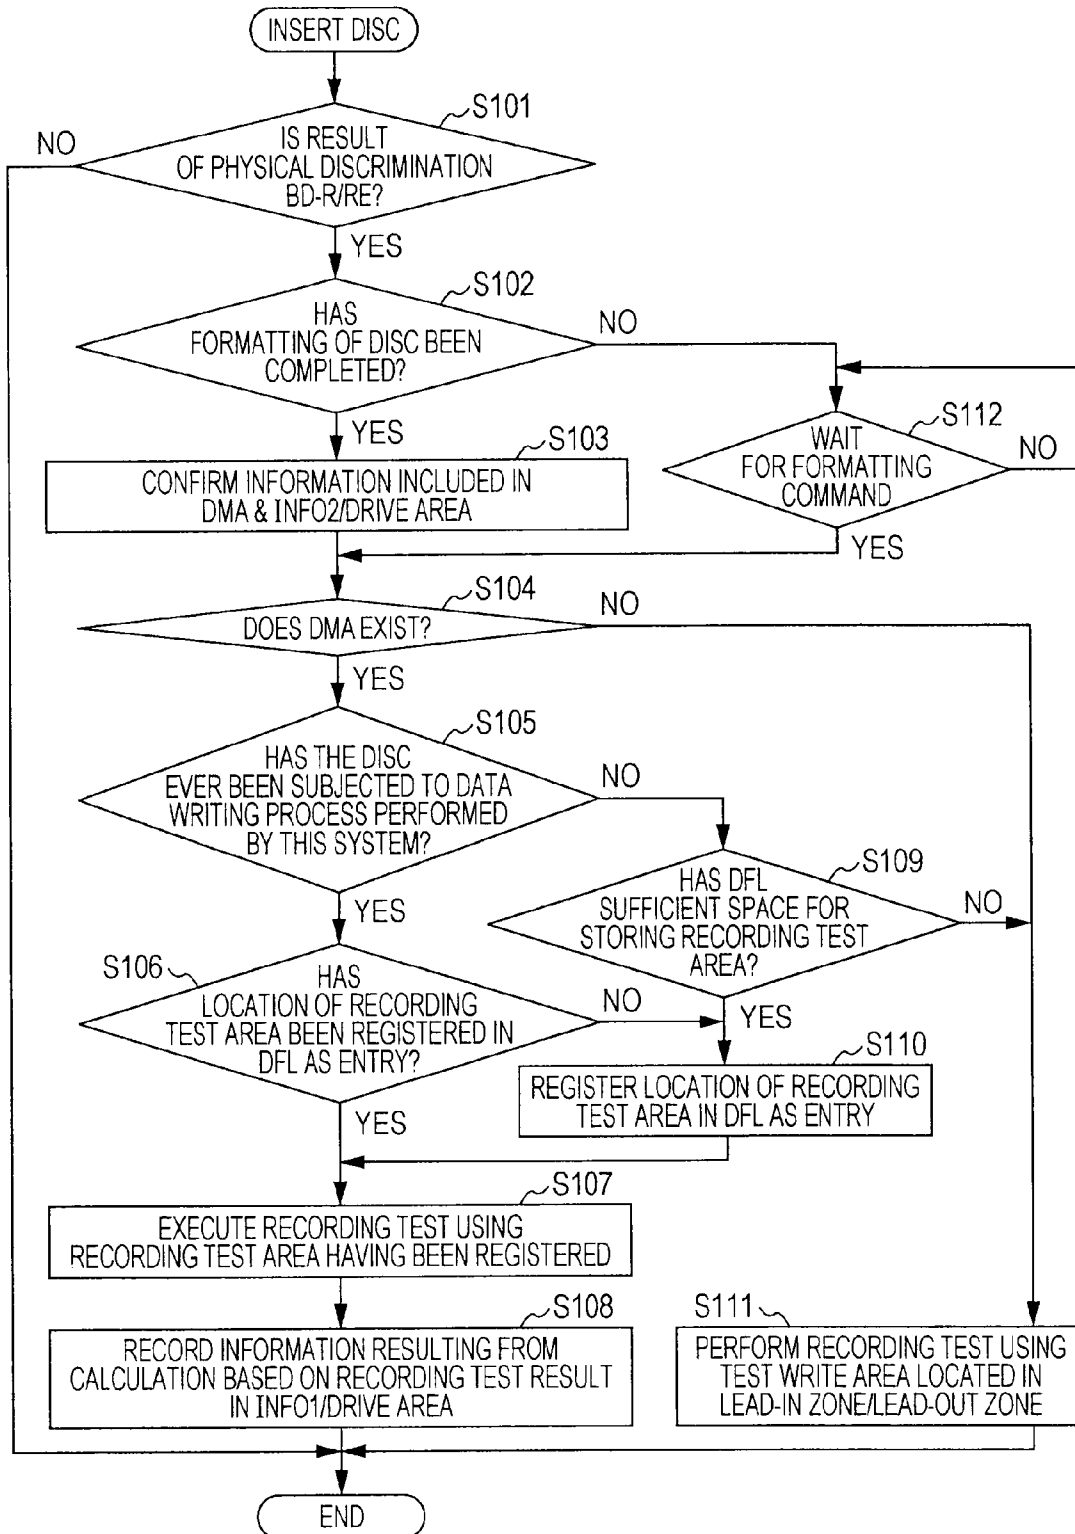 INSERT DISC
S101
NO
IS RESULT
OF PHYSICAL DISCRIMINATION
BD-R/RE?
YES
S102
HAS
FORMATTING OF DISC BEEN
COMPLETED?
NO
YES
S103
CONFIRM INFORMATION INCLUDED IN
DMA & INFO2/DRIVE AREA
S112
WAIT
FOR FORMATTING
COMMAND
NO
YES
S104
DOES DMA EXIST?
NO
YES
S105
HAS THE DISC
EVER BEEN SUBJECTED TO DATA
WRITING PROCESS PERFORMED
BY THIS SYSTEM?
NO
YES
S109
HAS DFL
SUFFICIENT SPACE FOR
STORING RECORDING TEST
AREA?
NO
YES
S106
HAS
LOCATION OF RECORDING
TEST AREA BEEN REGISTERED IN
DFL AS ENTRY?
NO
YES
S110
REGISTER LOCATION OF RECORDING
TEST AREA IN DFL AS ENTRY
S107
EXECUTE RECORDING TEST USING
RECORDING TEST AREA HAVING BEEN REGISTERED
S108
RECORD INFORMATION RESULTING FROM
CALCULATION BASED ON RECORDING TEST RESULT
IN INFO1/DRIVE AREA
S111
PERFORM RECORDING TEST USING
TEST WRITE AREA LOCATED IN
LEAD-IN ZONE/LEAD-OUT ZONE
END